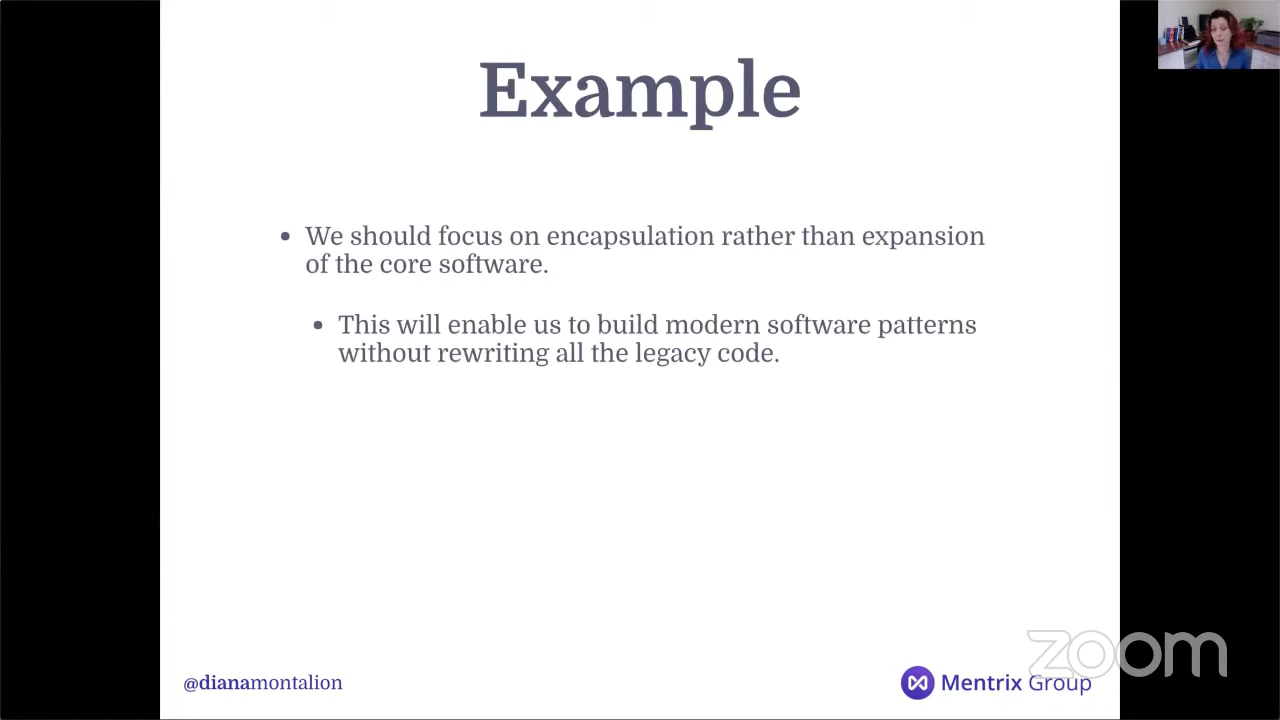 Example
• We should focus on encapsulation rather than expansion
of the core software.
• This will enable us to build modern software patterns
without rewriting all the legacy code.
zoom
@dianamontalion
Mentrix Group